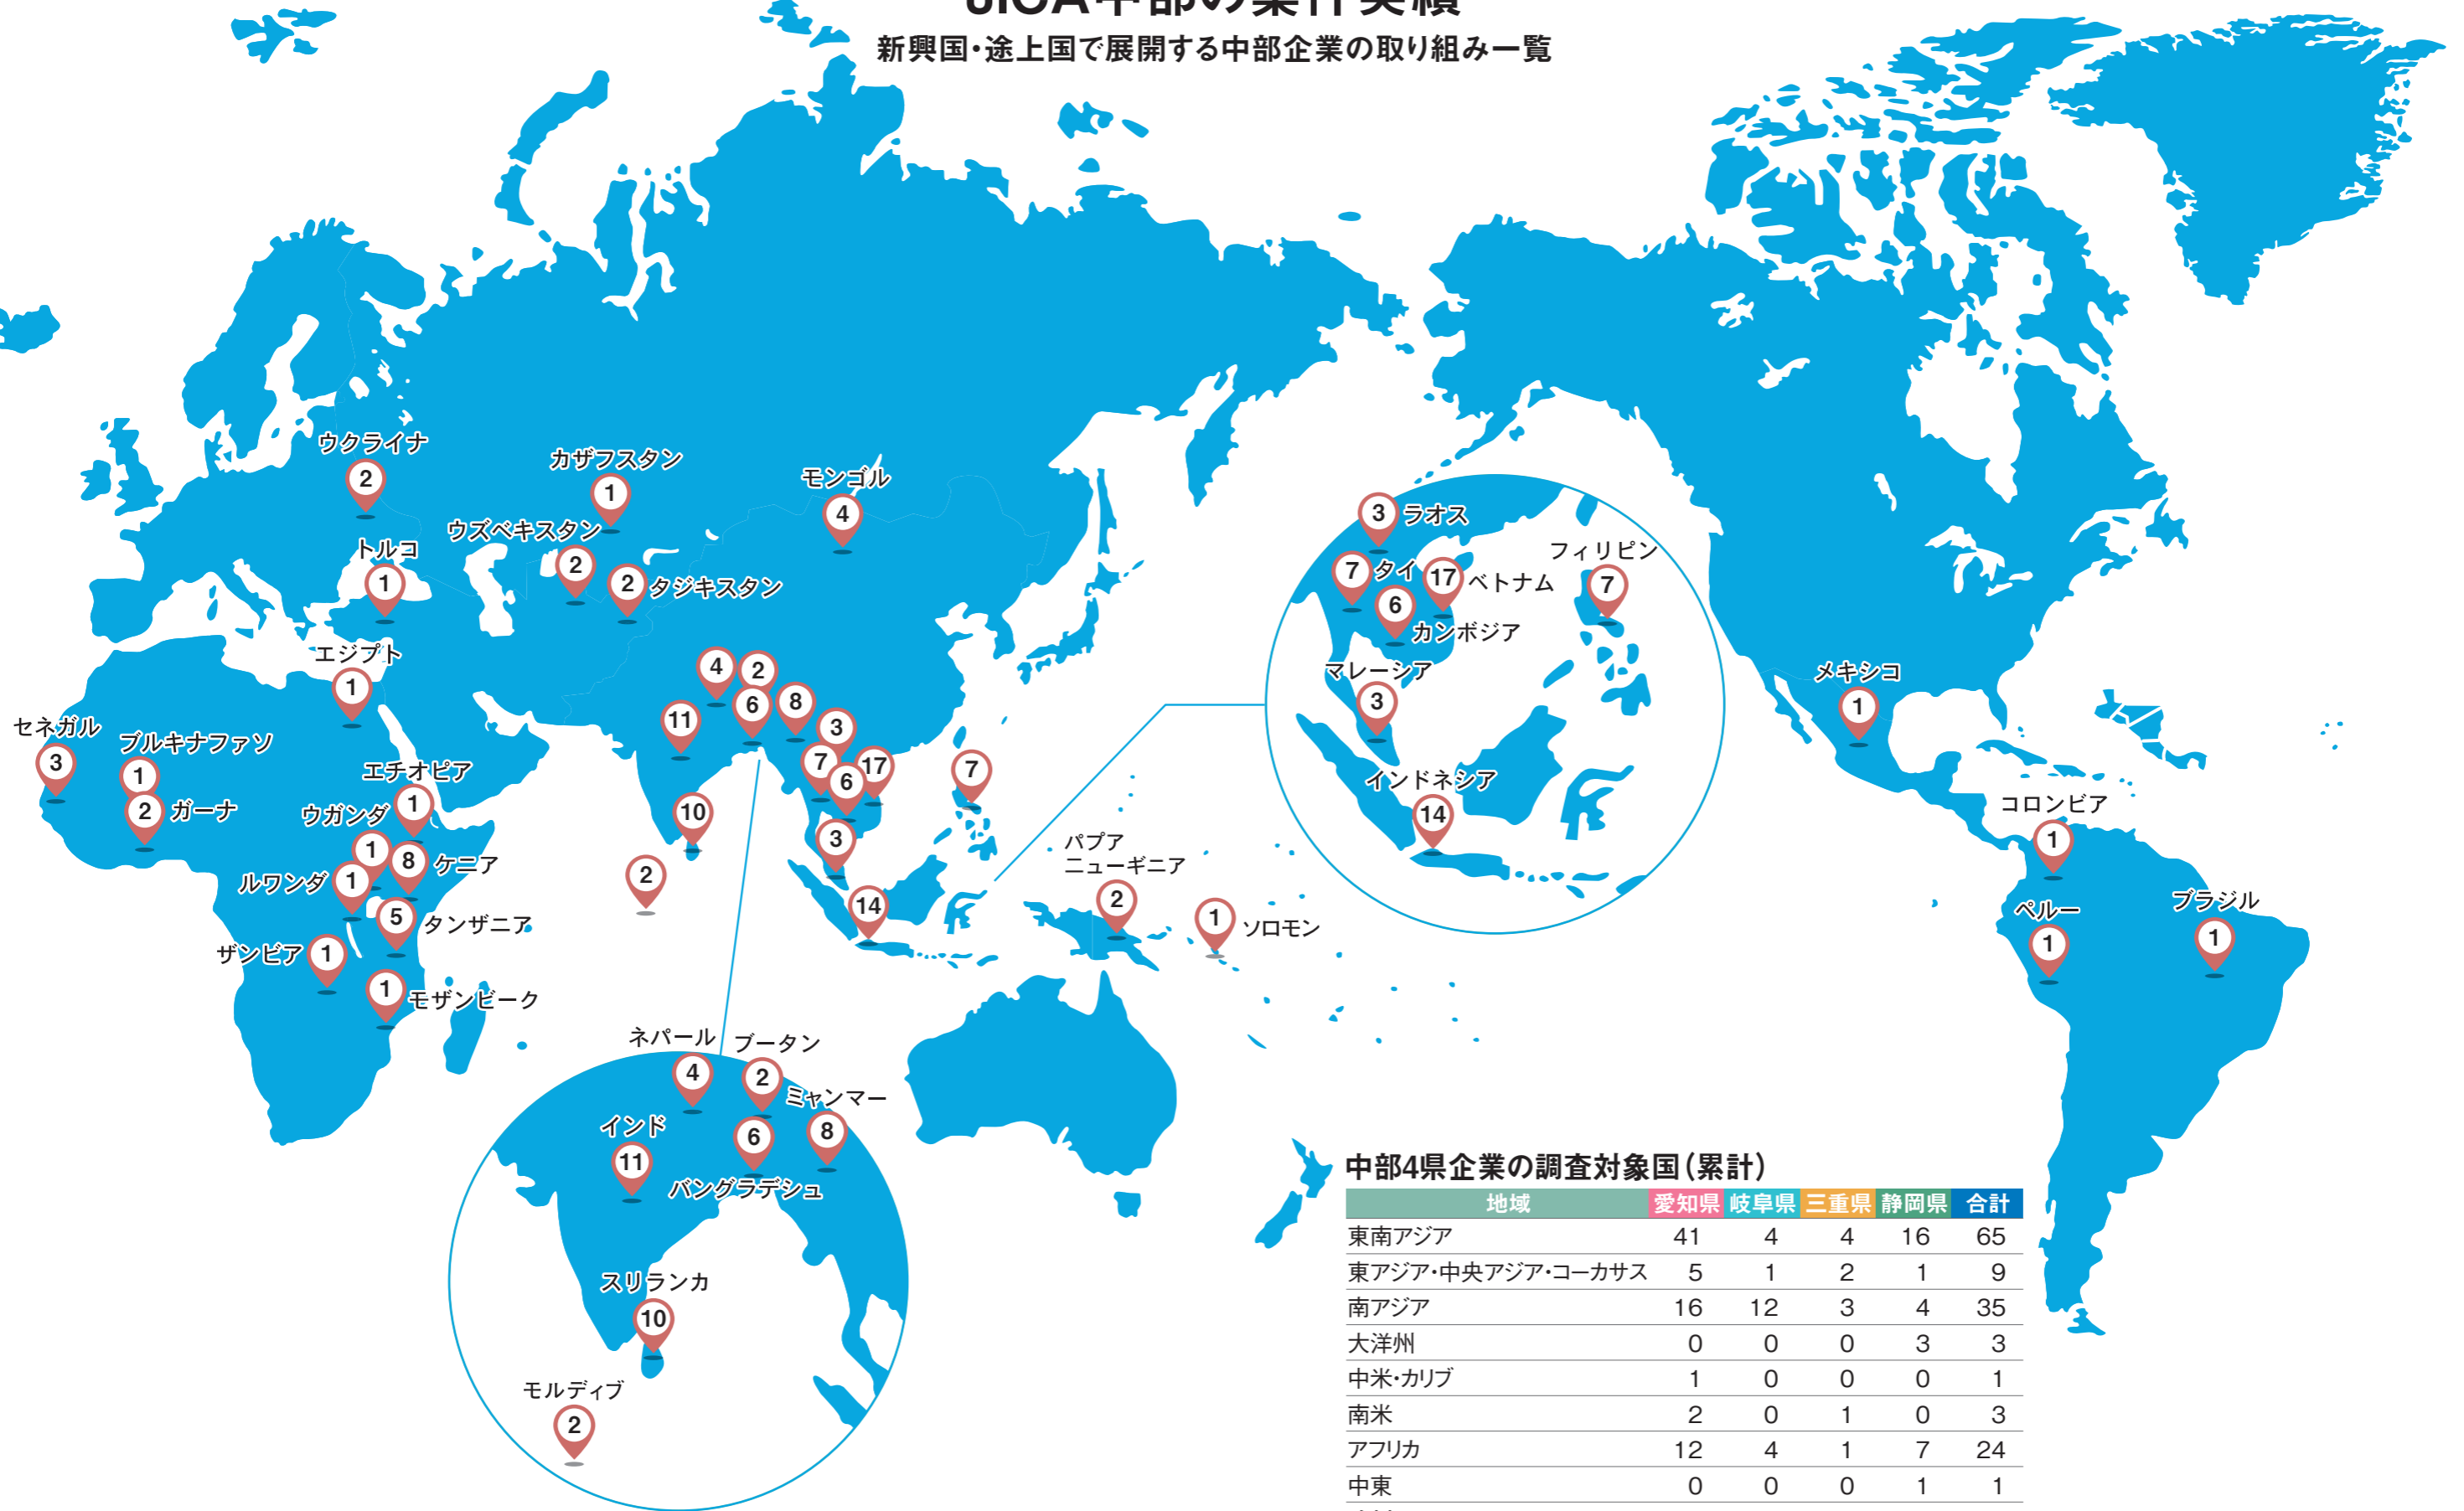 JICA中部の案件実績
新興国・途上国で展開する中部企業の取り組み一覧
ウクライナ
2
カザフスタン
1
モンゴル
4
ウズベキスタン
2
2 タジキスタン
トルコ
1
エジプト
1
セネガル
3
ブルキナファソ
1
2 ガーナ
エチオピア
1
ウガンダ
1
8 ケニア
ルワンダ 1
5 タンザニア
ザンビア 1
1 モザンビーク
4
2
6
8
11
3
7
17
6
10
3
2
14
7
パプア
ニューギニア
2
1 ソロモン
3 ラオス
7 タイ
17 ベトナム
6
カンボジア
フィリピン
7
マレーシア
3
インドネシア
14
メキシコ
1
コロンビア
1
ペルー
1
ブラジル
1
ネパール
4
ブータン
2
ミャンマー
8
インド
11
6
バングラデシュ
スリランカ
10
モルディブ
2
中部4県企業の調査対象国(累計)
地域 愛知県 岐阜県 三重県 静岡県 合計
東南アジア 41 4 4 16 65
東アジア・中央アジア・コーカサス 5 1 2 1 9
南アジア 16 12 3 4 35
大洋州 0 0 0 3 3
中米・カリブ 1 0 0 0 1
南米 2 0 1 0 3
アフリカ 12 4 1 7 24
中東 0 0 0 1 1